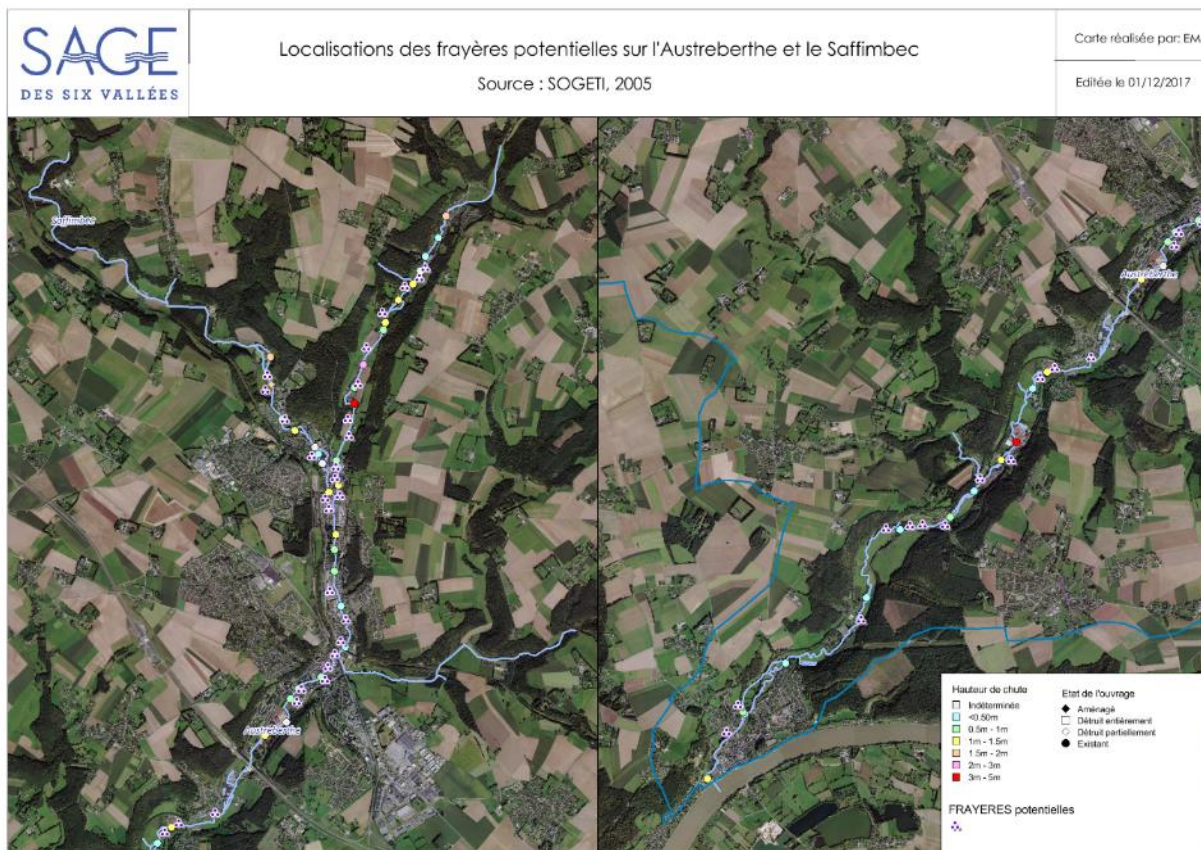 SAGE
DES SIX VALLÉES
Localisations des frayères potentielles sur l'Austreberthe et le Saffimbec
Source : SOGETI, 2005
Carte réalisée par: EM
Editée le 01/12/2017
Saffimbec
Austreberthe
Austreberthe
Hauteur de chute
Indéterminée
<0.50m
0.5m - 1m
1m - 1.5m
1.5m - 2m
2m - 3m
3m - 5m
Etat de l'ouvrage
Aménagé
Détruit entièrement
Détruit partiellement
Existant
FRAYERES potentielles